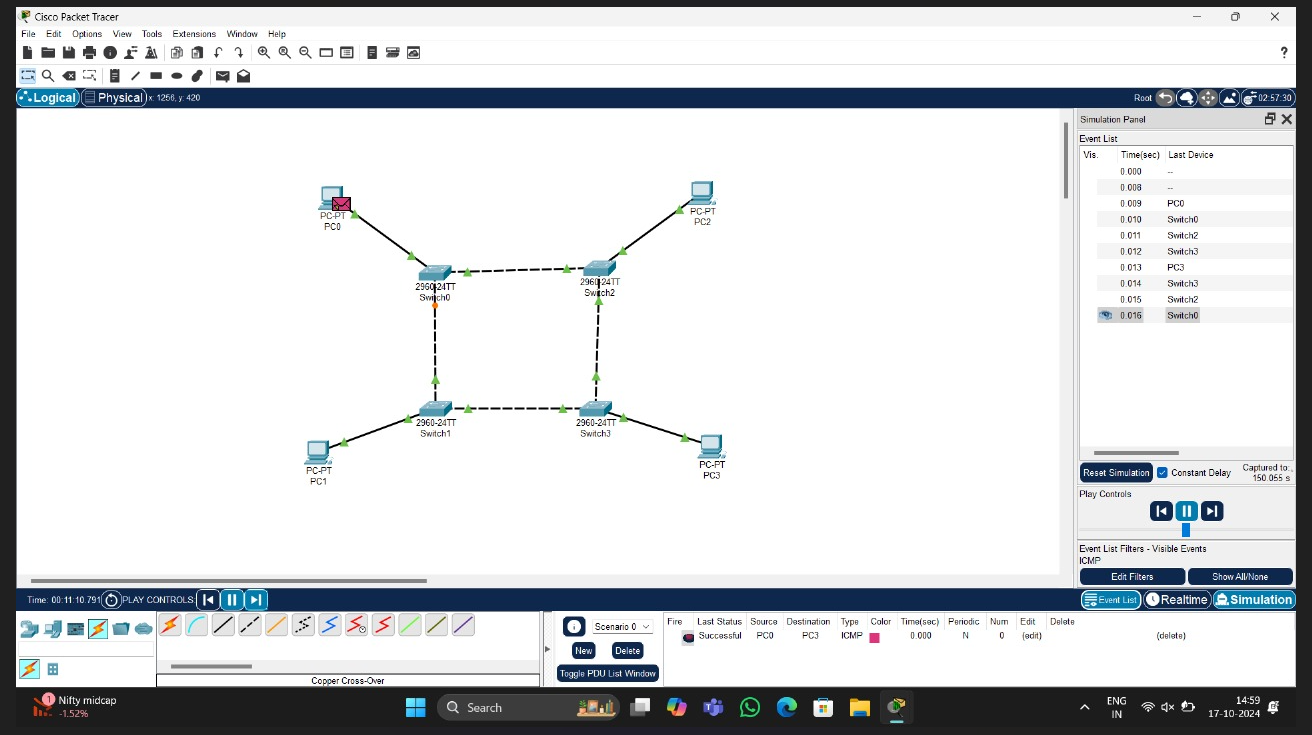 Cisco Packet Tracer
File Edit Options View Tools Extensions Window Help
?
Logical Physical x: 1256, y: 420 Root 02:57:30
Simulation Panel
Event List
Vis. Time(sec) Last Device
0.000 --
0.008 --
0.009 PC0
0.010 Switch0
0.011 Switch2
0.012 Switch3
0.013 PC3
0.014 Switch3
0.015 Switch2
0.016 Switch0
PC-PT
PC0
PC-PT
PC2
2960-24TT
Switch0
2960-24TT
Switch2
2960-24TT
Switch1
2960-24TT
Switch3
PC-PT
PC1
PC-PT
PC3
Reset Simulation Constant Delay Captured to:
150.055 s
Play Controls
Event List Filters - Visible Events
ICMP
Edit Filters Show All/None
Time: 00:11:10.791 PLAY CONTROLS: Event List Realtime Simulation
Scenario 0
New Delete
Toggle PDU List Window
Fire Last Status Source Destination Type Color Time(sec) Periodic Num Edit Delete
Successful PC0 PC3 ICMP 0.000 N 0 (edit) (delete)
Copper Cross-Over
1
Nifty midcap
-1.52%
Search
ENG
IN
14:59
17-10-2024